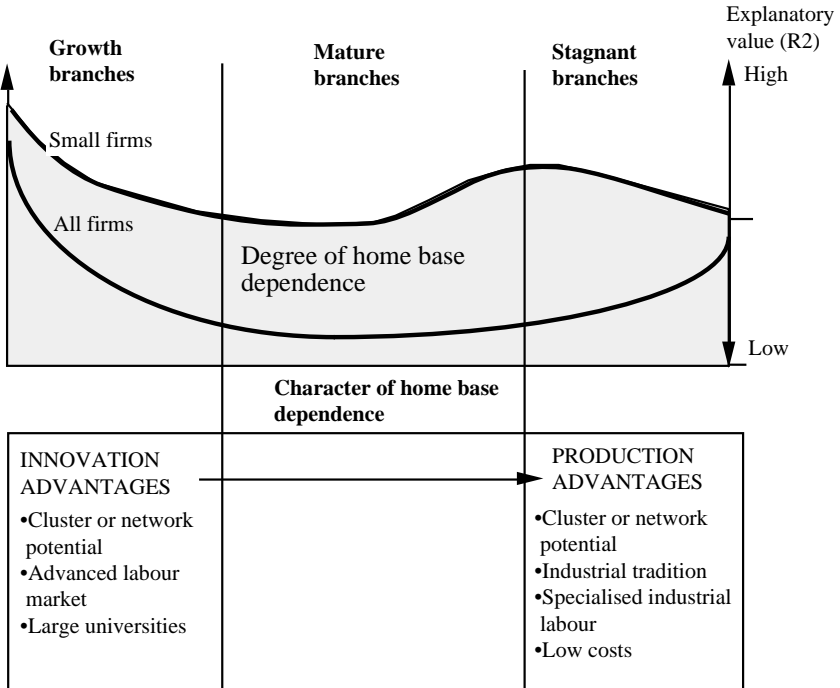 Explanatory
value (R2)
Growth
branches
Mature
branches
Stagnant
branches
High
Small firms
All firms
Degree of home base
dependence
Low
Character of home base
dependence
INNOVATION
ADVANTAGES
•Cluster or network
potential
•Advanced labour
market
•Large universities
PRODUCTION
ADVANTAGES
•Cluster or network
potential
•Industrial tradition
•Specialised industrial
labour
•Low costs